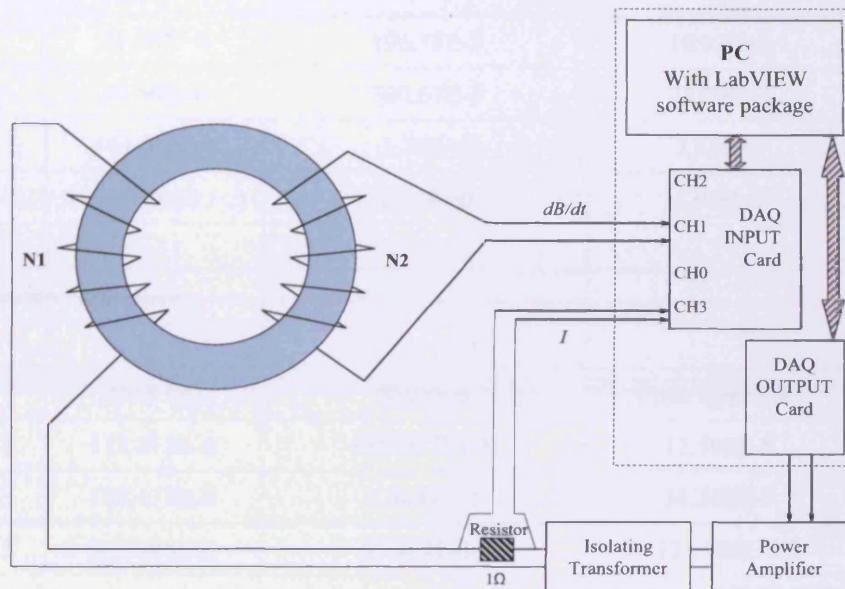 PC
With LabVIEW
software package
CH2
DAQ
INPUT
Card
dB/dt
CH1
N1
N2
CH0
CH3
I
DAQ
OUTPUT
Card
Resistor
1Ω
Isolating
Transformer
Power
Amplifier